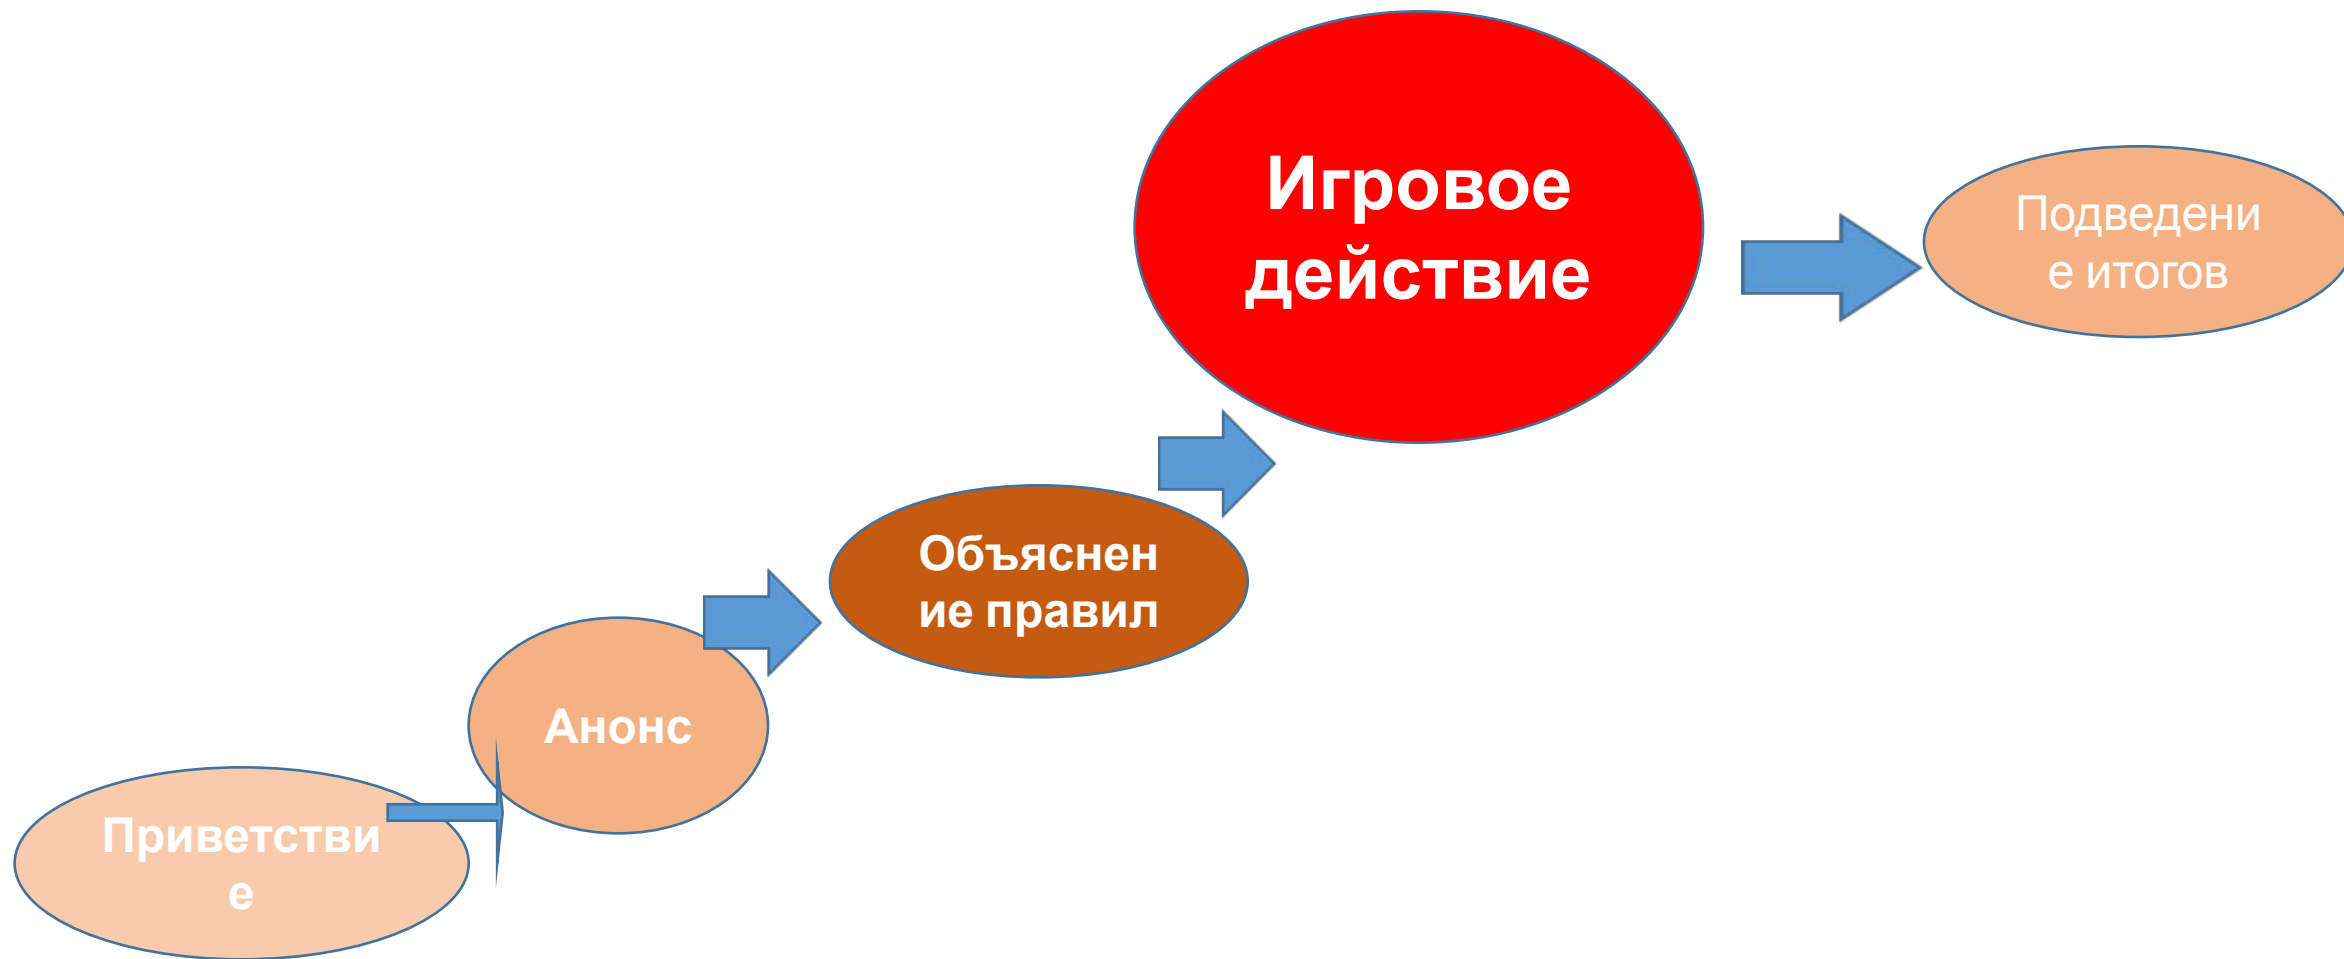 Игровое
действие
Подведени
е итогов
Объяснен
ие правил
Анонс
Приветстви
е